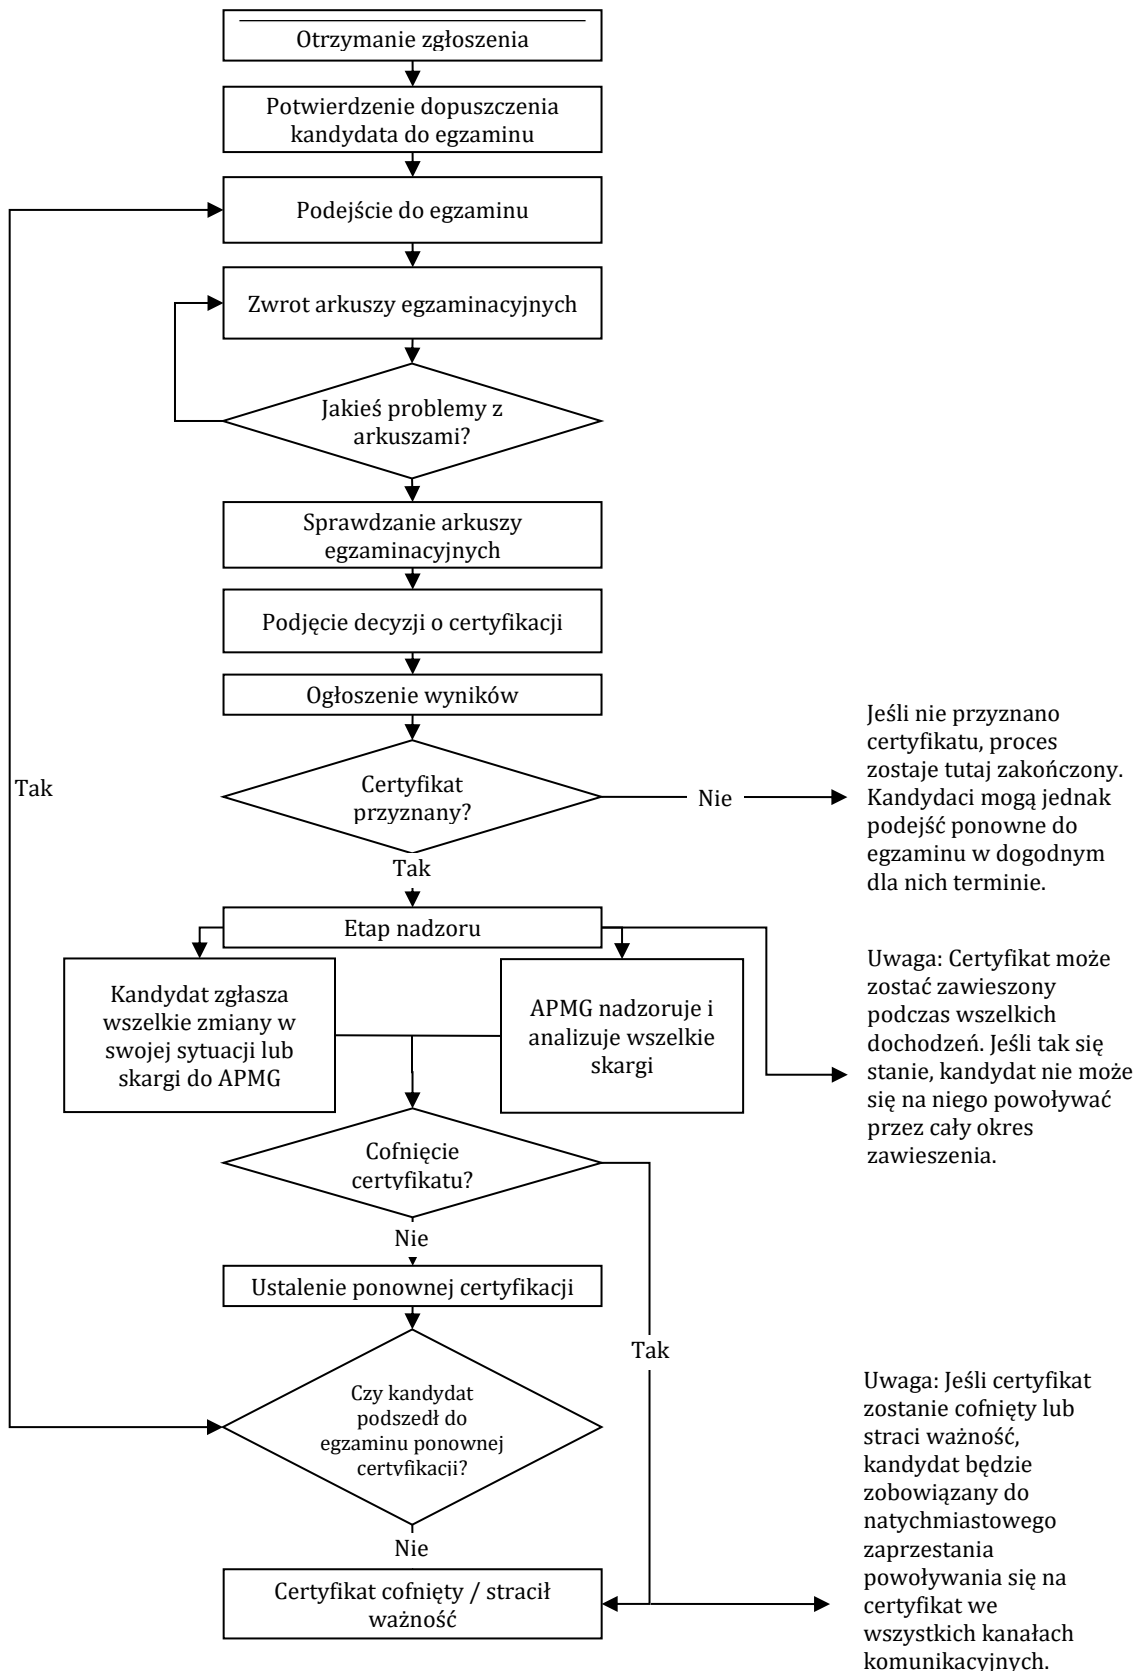 Otrzymanie zgłoszenia
Potwierdzenie dopuszczenia
kandydata do egzaminu
Podejście do egzaminu
Zwrot arkuszy egzaminacyjnych
Jakieś problemy z
arkuszami?
Sprawdzanie arkuszy
egzaminacyjnych
Podjęcie decyzji o certyfikacji
Ogłoszenie wyników
Certyfikat
przyznany?
Nie
Jeśli nie przyznano
certyfikatu, proces
zostaje tutaj zakończony.
Kandydaci mogą jednak
podejść ponowne do
egzaminu w dogodnym
dla nich terminie.
Tak
Tak
Etap nadzoru
Kandydat zgłasza
wszelkie zmiany w
swojej sytuacji lub
skargi do APMG
APMG nadzoruje i
analizuje wszelkie
skargi
Uwaga: Certyfikat może
zostać zawieszony
podczas wszelkich
dochodzeń. Jeśli tak się
stanie, kandydat nie może
się na niego powoływać
przez cały okres
zawieszenia.
Cofnięcie
certyfikatu?
Nie
Ustalenie ponownej certyfikacji
Tak
Czy kandydat
podszedł do
egzaminu ponownej
certyfikacji?
Nie
Certyfikat cofnięty / stracił
ważność
Uwaga: Jeśli certyfikat
zostanie cofnięty lub
straci ważność,
kandydat będzie
zobowiązany do
natychmiastowego
zaprzestania
powoływania się na
certyfikat we
wszystkich kanałach
komunikacyjnych.